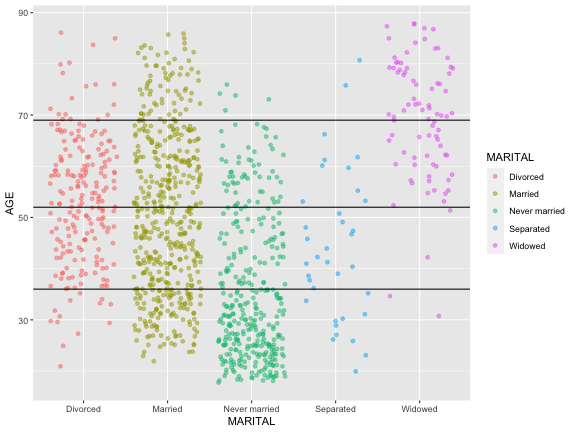 90
70
50
30
AGE
Divorced
Married
Never married
Separated
Widowed
MARITAL
MARITAL
Divorced
Married
Never married
Separated
Widowed